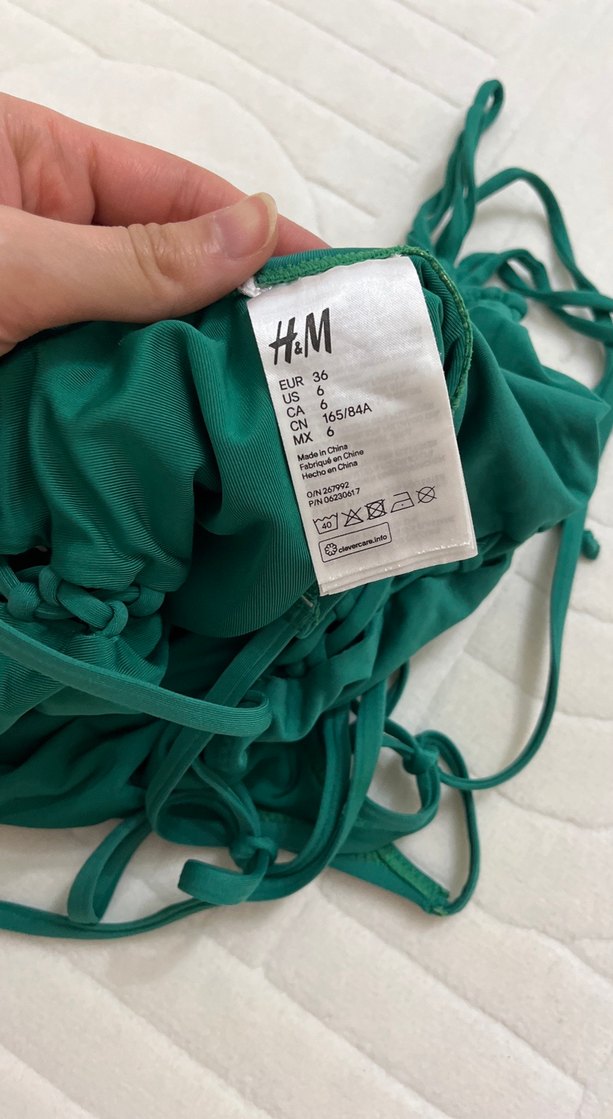 H&M
EUR 36
US 6
CA 6
CN 165/84A
MX 6
Made in China
Fabriqué en Chine
Hecho en China
O/N 267992
P/N 06230617
40
clevercare.info